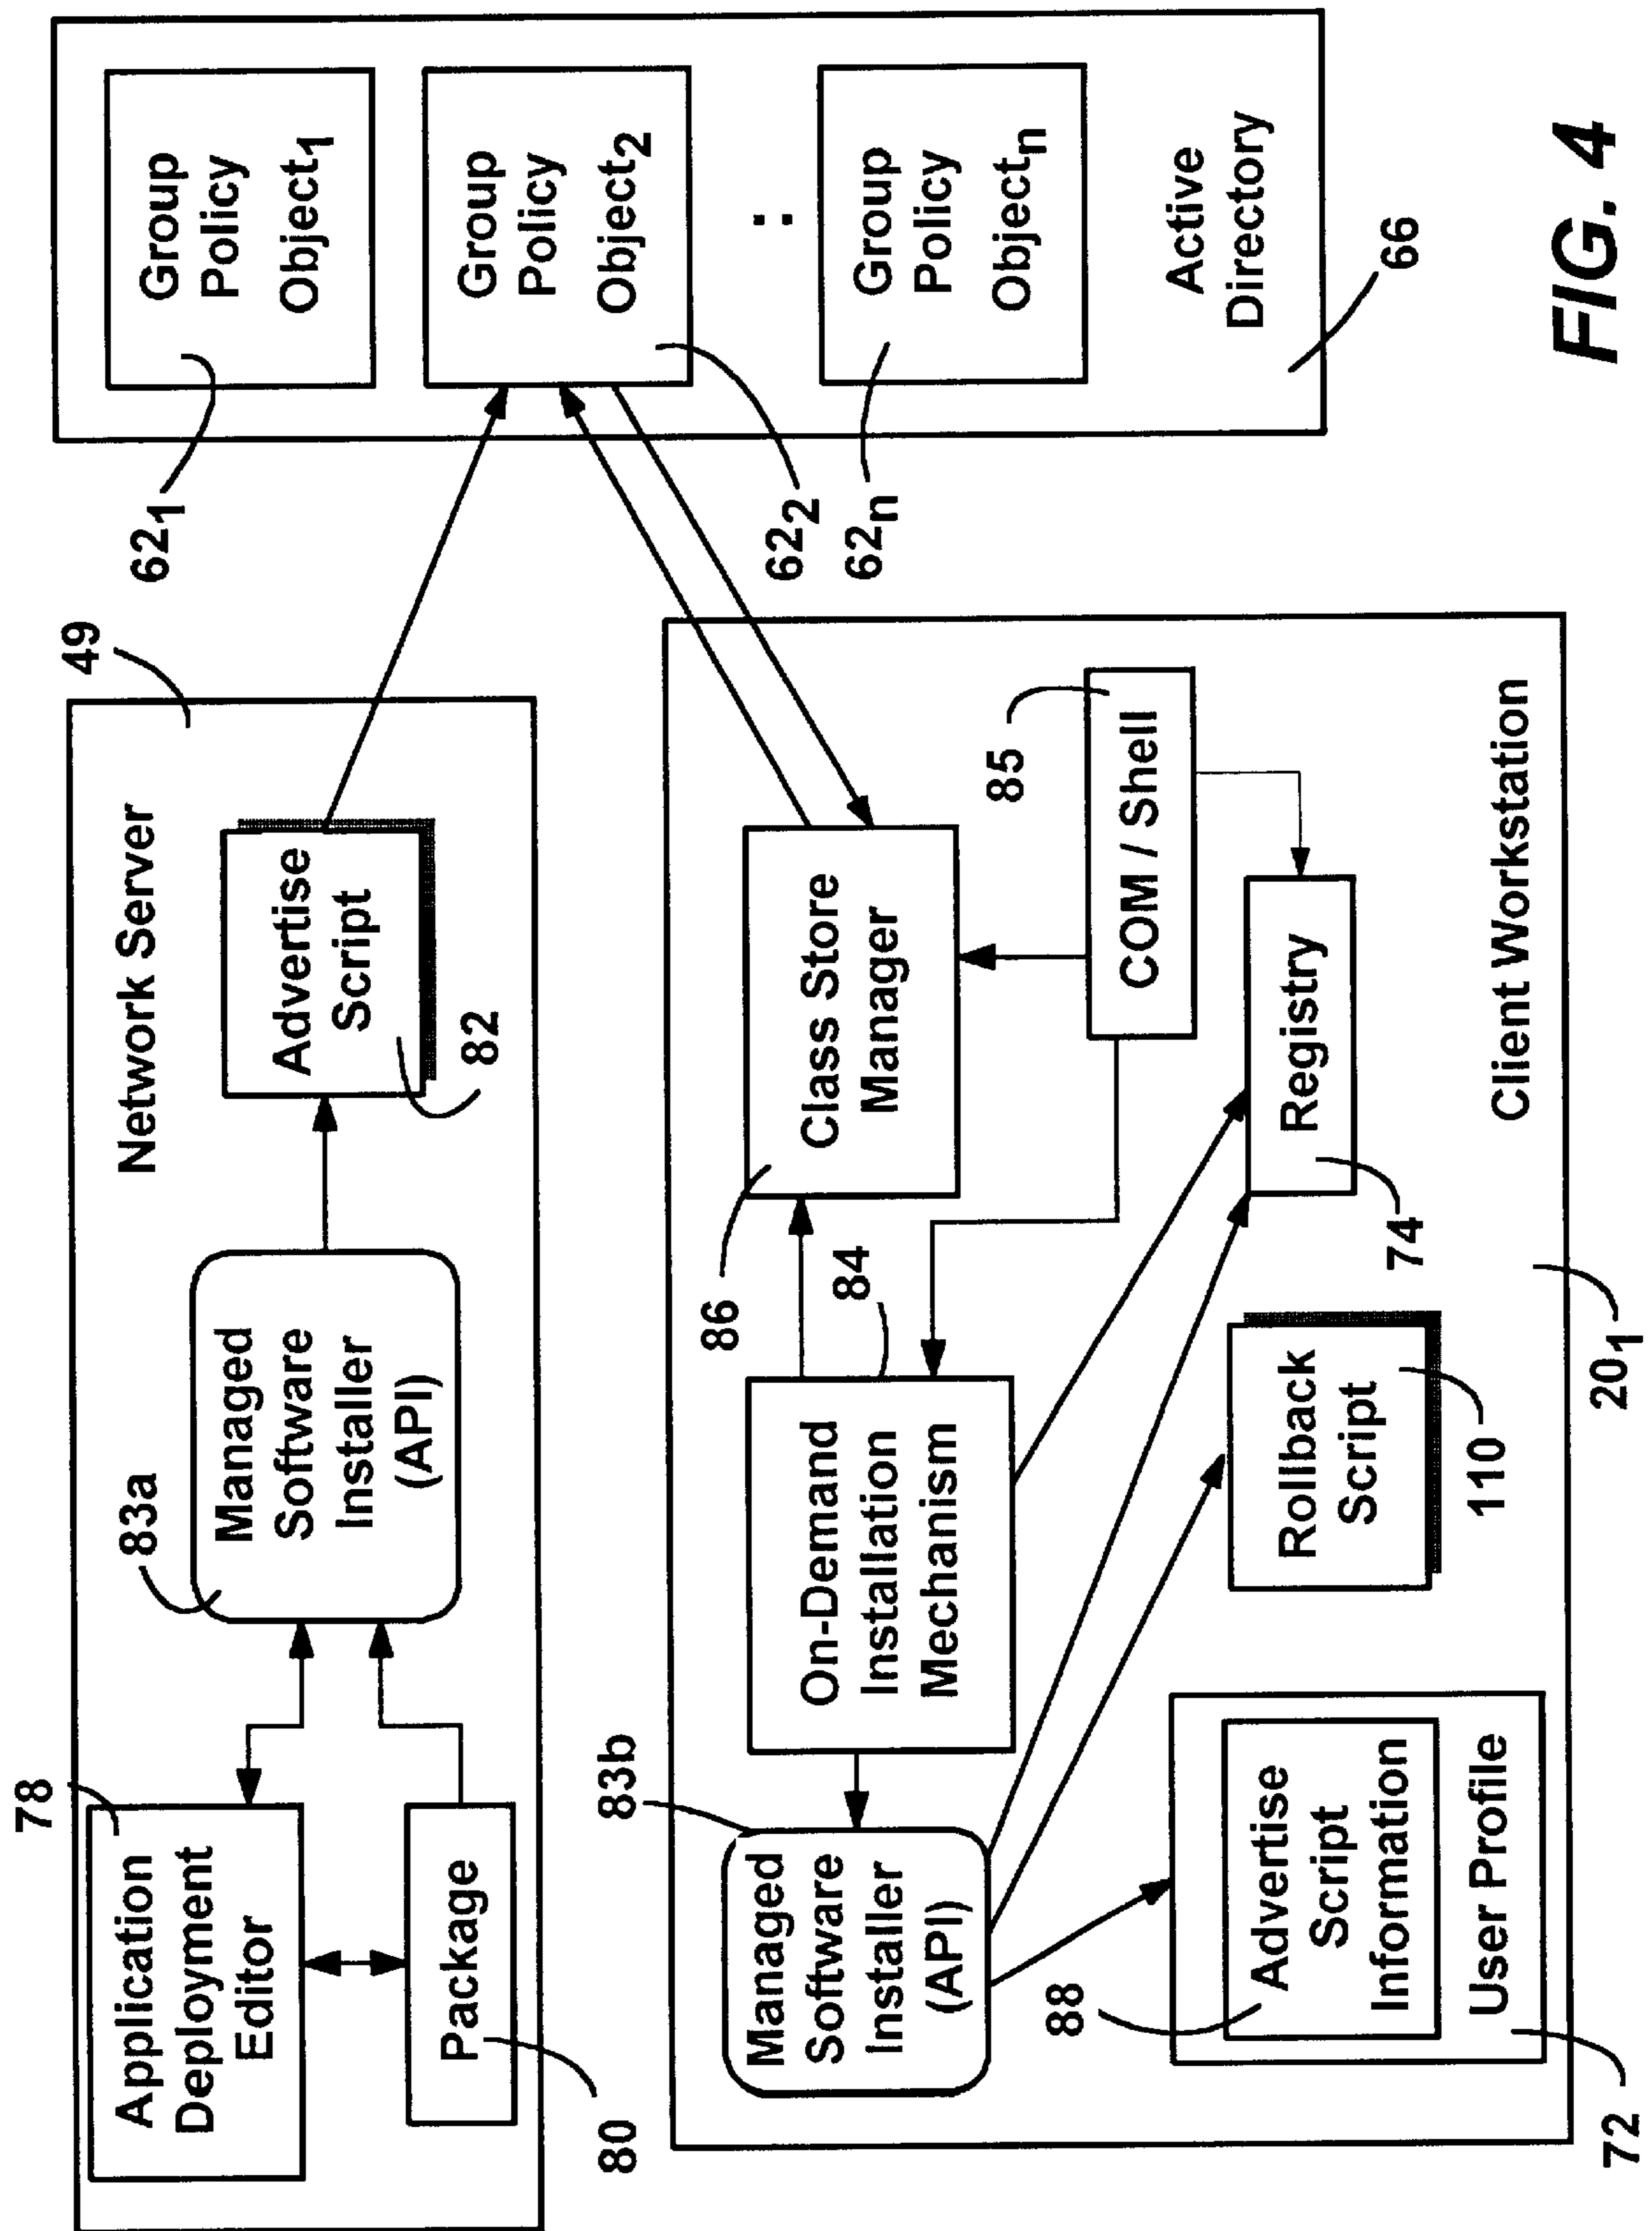 49
Network Server
78
Application
Deployment
Editor
Package
80
83a
Managed
Software
Installer
(API)
Advertise
Script
82
62₁
Group
Policy
Object₁
Group
Policy
Object₂
62₂
:
62ₙ
Group
Policy
Objectₙ
Active
Directory
66
83b
Managed
Software
Installer
(API)
On-Demand
Installation
Mechanism
84
86
Class Store
Manager
85
COM / Shell
Registry
74
Rollback
Script
110
88
Advertise
Script
Information
User Profile
72
Client Workstation
20₁
FIG. 4